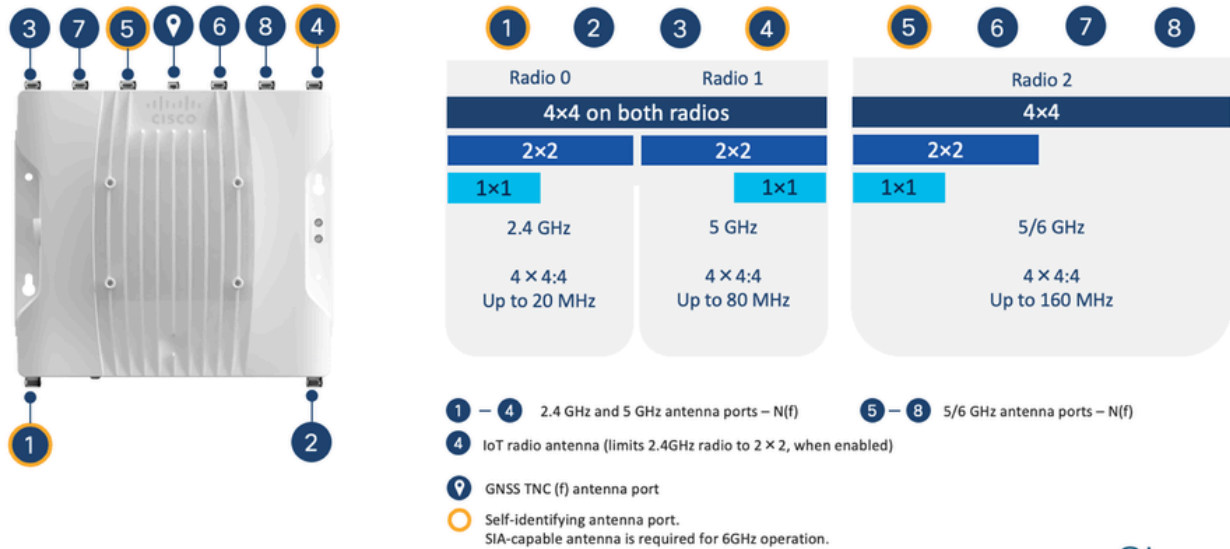 3 7 5 6 8 4
CISCO
1 2
1 2 3 4 5 6 7 8
Radio 0 Radio 1 Radio 2
4×4 on both radios 4×4
2×2 2×2 2×2
1×1 1×1 1×1
2.4 GHz 5 GHz 5/6 GHz
4 × 4:4 4 × 4:4 4 × 4:4
Up to 20 MHz Up to 80 MHz Up to 160 MHz
1 – 4 2.4 GHz and 5 GHz antenna ports – N(f) 5 – 8 5/6 GHz antenna ports – N(f)
4 IoT radio antenna (limits 2.4GHz radio to 2 × 2, when enabled)
GNSS TNC (f) antenna port
Self-identifying antenna port.
SIA-capable antenna is required for 6GHz operation.